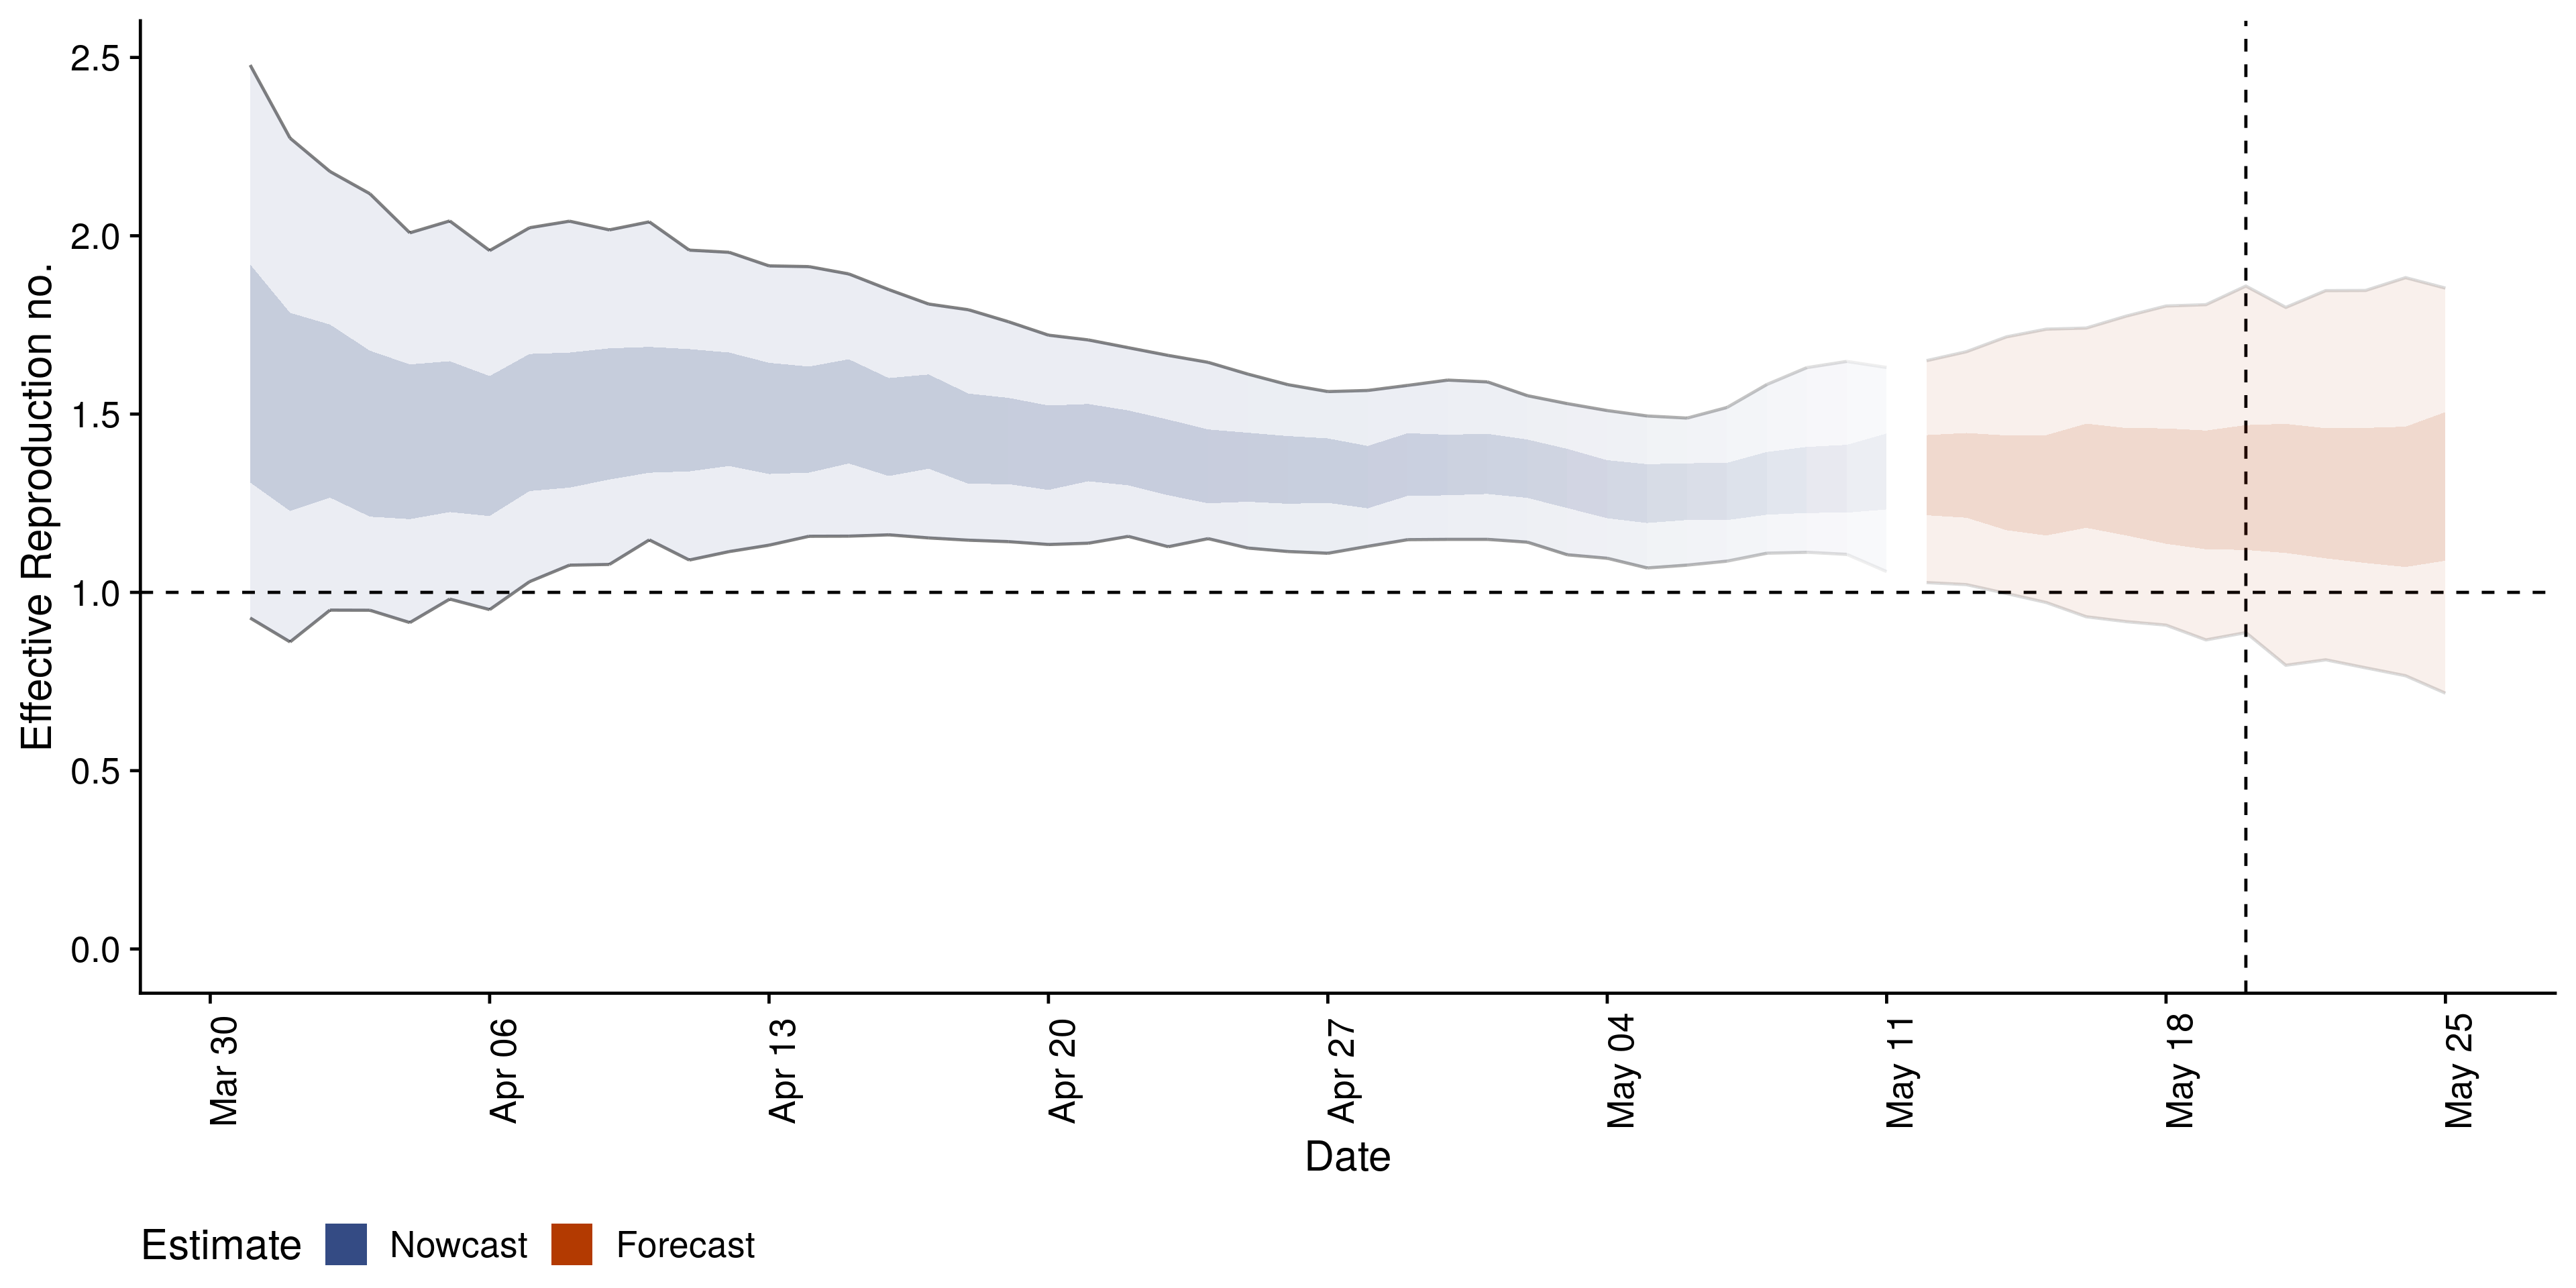 Effective Reproduction no.
2.5
2.0
1.5
1.0
0.5
0.0
Mar 30
Apr 06
Apr 13
Apr 20
Apr 27
May 04
May 11
May 18
May 25
Date
Estimate Nowcast Forecast